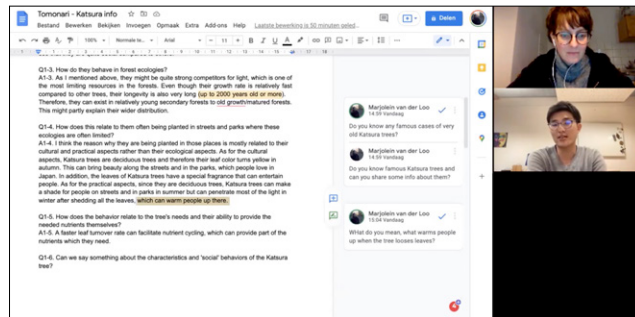 Tomonari - Katsura info
Bestand Bewerken Bekijken Invoegen Opmaak Extra Add-ons Help Laatste bewerking is 50 minuten geled...
Delen
100% Normale te... Arial 11
Q1-3. How do they behave in forest ecologies?
A1-3. As I mentioned above, they might be quite strong competitors for light, which is one of
the most limiting resources in the forests. Even though their growth rate is relatively fast
compared to other trees, their longevity is also very long (up to 2000 years old or more).
Therefore, they can exist in relatively young secondary forests to old growth/matured forests.
This might partly explain their wider distribution.
Q1-4. How does this relate to them often being planted in streets and parks where these
ecologies are often limited?
A1-4. I think the reason why they are being planted in those places is mostly related to their
cultural and practical aspects rather than their ecological aspects. As for the cultural
aspects, Katsura trees are deciduous trees and therefore their leaf color turns yellow in
autumn. This can bring beauty along the streets and in the parks, which people love in
Japan. In addition, the leaves of Katsura trees have a special fragrance that can entertain
people. As for the practical aspects, since they are deciduous trees, Katsura trees can make
a shade for people on streets and in parks in summer but can penetrate most of the light in
winter after shedding all the leaves, which can warm people up there.
Q1-5. How does the behavior relate to the tree's needs and their ability to provide the
needed nutrients themselves?
A1-5. A faster leaf turnover rate can facilitate nutrient cycling, which can provide part of the
nutrients which they need.
Q1-6. Can we say something about the characteristics and 'social' behaviors of the Katsura
tree?
Marjolein van der Loo
14:59 Vandaag
Do you know any famous cases of very
old Katsura trees?
Marjolein van der Loo
14:59 Vandaag
Do you know famous Katsura trees and
can you share some info about them?
Marjolein van der Loo
15:04 Vandaag
WHat do you mean, what warms people
up when the tree looses leaves?